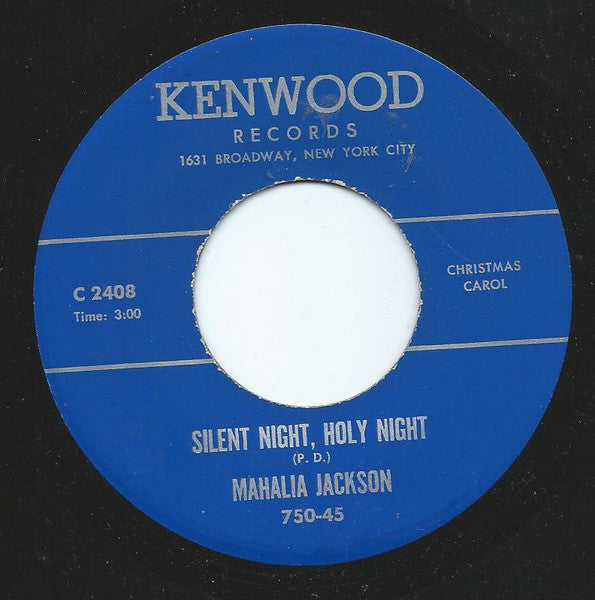 KENWOOD
RECORDS
1631 BROADWAY, NEW YORK CITY
C 2408
Time: 3:00
CHRISTMAS
CAROL
SILENT NIGHT, HOLY NIGHT
(P. D.)
MAHALIA JACKSON
750-45